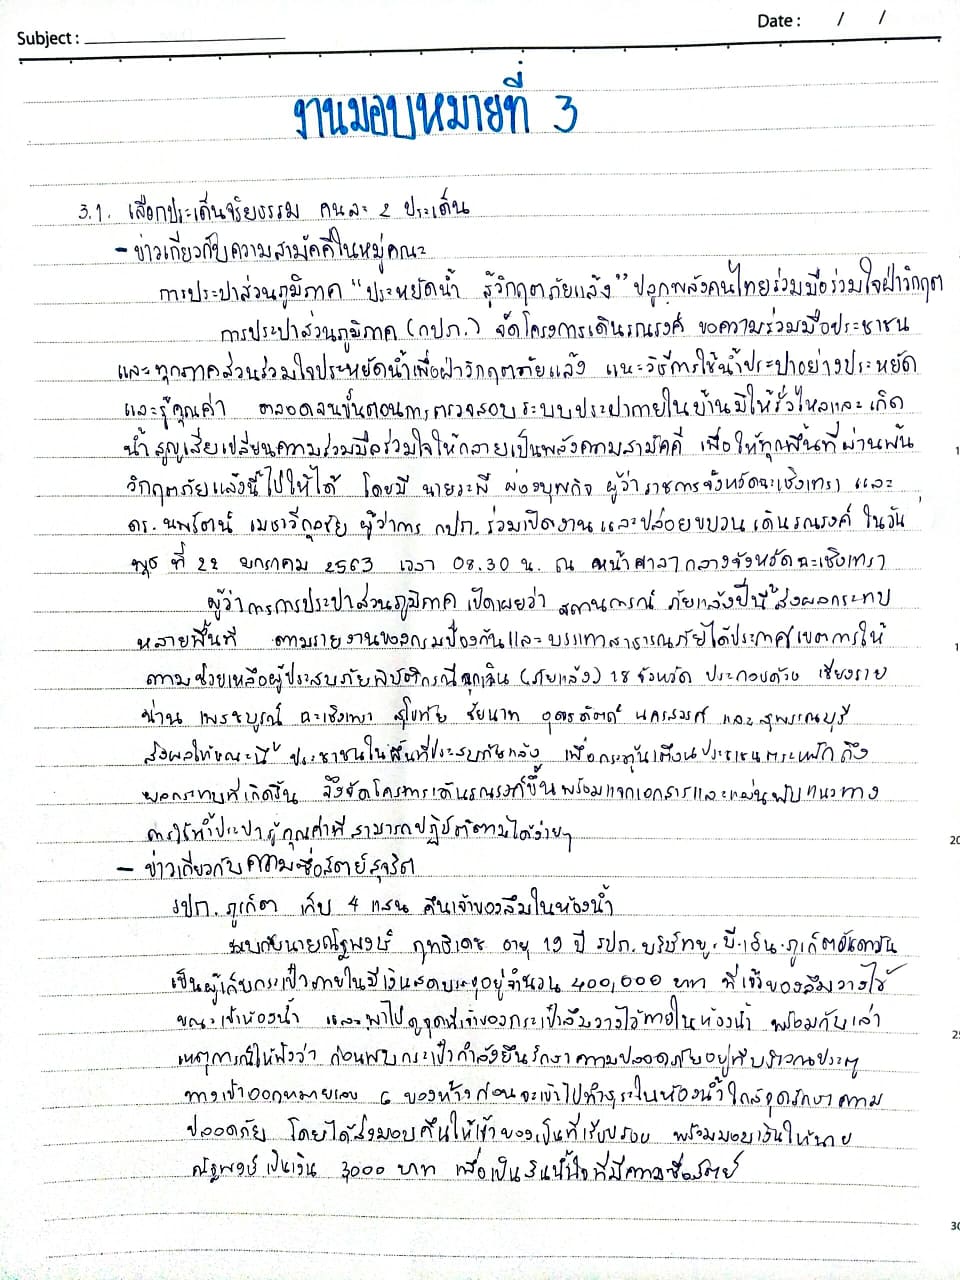 Subject :
Date : / /
งานมอบหมายที่ 3
3.1. เลือกประเด็นจริยธรรม คนละ 2 ประเด็น
- ข่าวเกี่ยวกับความสามัคคีในหมู่คณะ
การประปาส่วนภูมิภาค "ประหยัดน้ำ สู้วิกฤตภัยแล้ง" ปลุกพลังคนไทยร่วมมือร่วมใจฝ่าวิกฤต
การประปาส่วนภูมิภาค (กปภ.) จัดโครงการเดินรณรงค์ ขอความร่วมมือประชาชน
และทุกภาคส่วนร่วมใจประหยัดน้ำเพื่อฝ่าวิกฤตภัยแล้ง แนะวิธีการใช้น้ำประปาอย่างประหยัด
และรู้คุณค่า ตลอดจนขั้นตอนการตรวจสอบระบบประปาภายในบ้านมิให้รั่วไหลและเกิด
น้ำสูญเสียเปลี่ยนความร่วมมือร่วมใจให้กลายเป็นพลังความสามัคคี เพื่อให้ทุกพื้นที่ผ่านพ้น
วิกฤตภัยแล้งนี้ไปให้ได้ โดยมี นายระพี ผ่องบุพกิจ ผู้ว่าราชการจังหวัดฉะเชิงเทรา และ
ดร. นพรัตน์ เมธาวีกุลชัย ผู้ว่าการ กปภ. ร่วมเปิดงานและปล่อยขบวนเดินรณรงค์ ในวัน
พุธ ที่ 22 มกราคม 2563 เวลา 08.30 น. ณ หน้าศาลากลางจังหวัดฉะเชิงเทรา
ผู้ว่าการการประปาส่วนภูมิภาค เปิดเผยว่า สถานการณ์ ภัยแล้งปีนี้ส่งผลกระทบ
หลายพื้นที่ ตามรายงานของกรมป้องกันและบรรเทาสาธารณภัยได้ประกาศเขตการให้
ความช่วยเหลือผู้ประสบภัยพิบัติกรณีฉุกเฉิน (ภัยแล้ง) 18 จังหวัด ประกอบด้วย เชียงราย
น่าน เพชรบูรณ์ ฉะเชิงเทรา สุโขทัย ชัยนาท อุตรดิตถ์ นครสวรรค์ และสุพรรณบุรี
ส่งผลให้ขณะนี้ ประชาชนในพื้นที่ประสบภัยแล้ง เพื่อกระตุ้นเตือนประชาชนตระหนักถึง
ผลกระทบที่เกิดขึ้น จึงจัดโครงการเดินรณรงค์ขึ้นพร้อมแจกเอกสารและแผ่นพับแนวทาง
การใช้น้ำประปารู้คุณค่าที่สามารถปฏิบัติตามได้ง่ายๆ
- ข่าวเกี่ยวกับความซื่อสัตย์สุจริต
รปภ. ภูเก็ต เก็บ 4 แสน คืนเจ้าของลืมในห้องน้ำ
พบกับนายณัฐพงษ์ ฤทธิเดช อายุ 19 ปี รปภ. บริษัทยู.บี.เอ็น.ภูเก็ตอันดามัน
เป็นผู้เก็บกระเป๋าภายในมีเงินสดบรรจุอยู่จำนวน 400,000 บาท ที่เจ้าของลืมวางไว้
ขณะเข้าห้องน้ำ และพาไปดูจุดที่เจ้าของกระเป๋าลืมวางไว้ภายในห้องน้ำ พร้อมกับเล่า
เหตุการณ์ให้ฟังว่า ก่อนพบกระเป๋ากำลังยืนรักษาความปลอดภัยอยู่ที่บริเวณประตู
ทางเข้าออกหมายเลข 6 ของห้างก่อนจะเข้าไปทำธุระในห้องน้ำใกล้จุดรักษาความ
ปลอดภัย โดยได้ส่งมอบคืนให้เจ้าของเป็นที่เรียบร้อย พร้อมมอบเงินให้นาย
ณัฐพงษ์เป็นเงิน 3000 บาท เพื่อเป็นสินน้ำใจที่มีความซื่อสัตย์